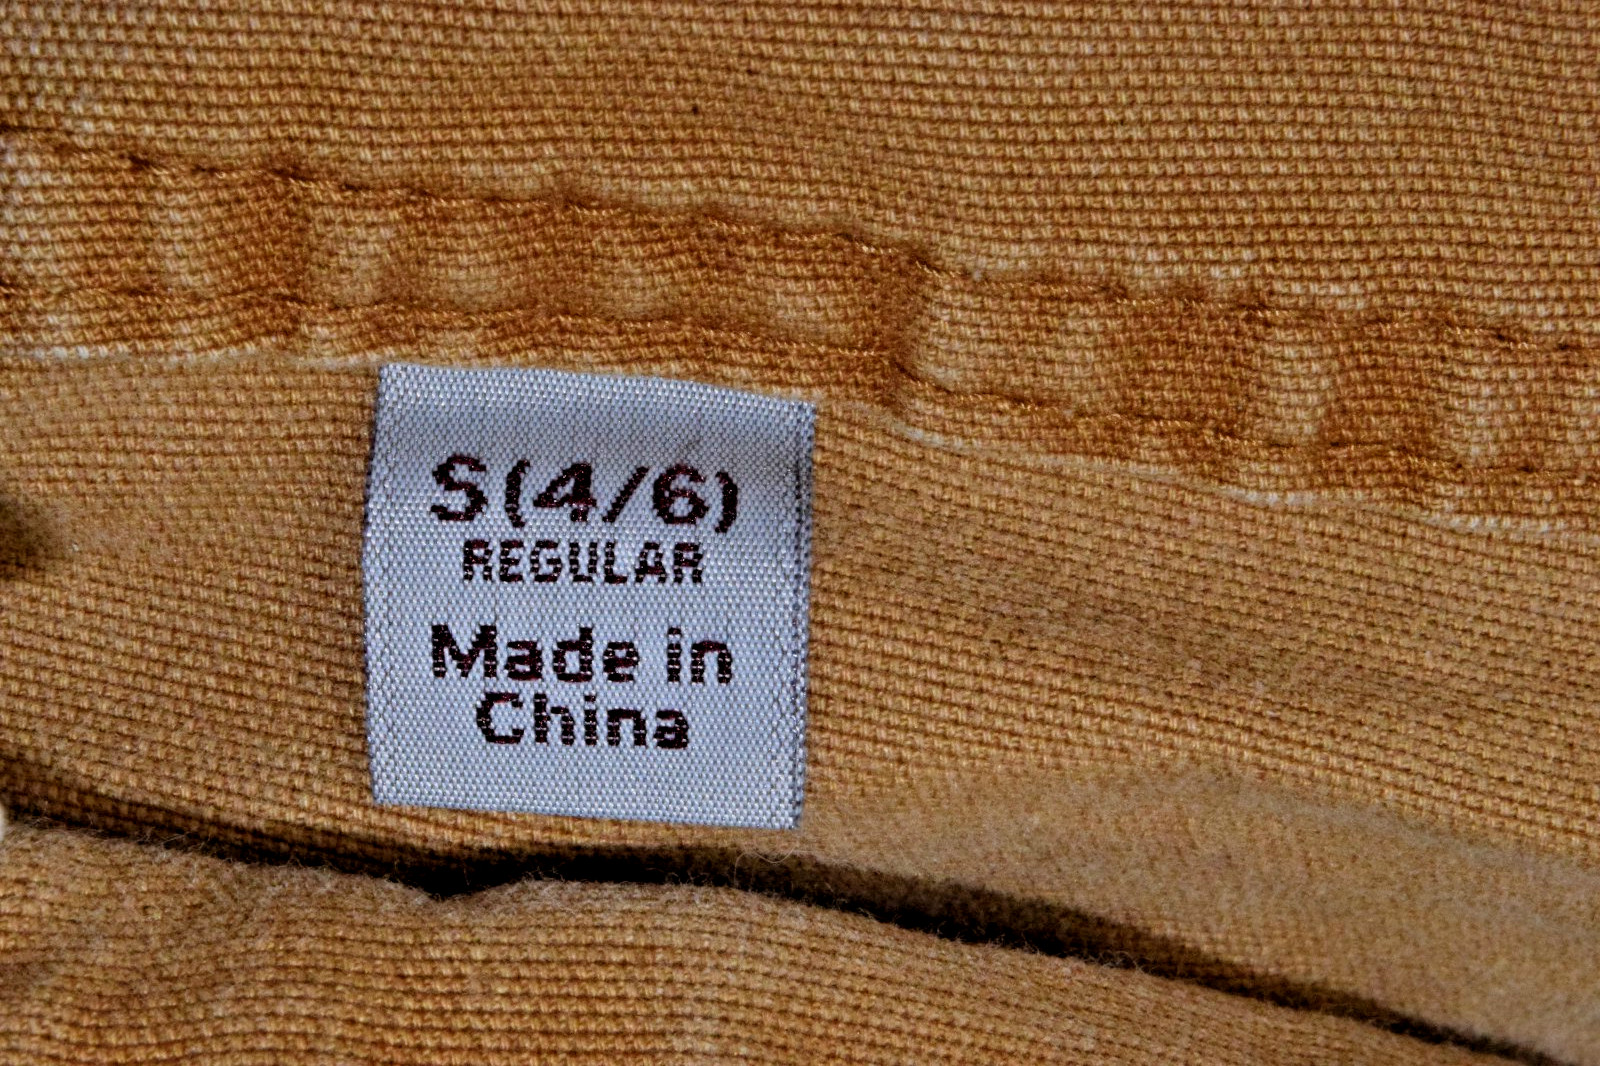 S(4/6)
REGULAR
Made in
China